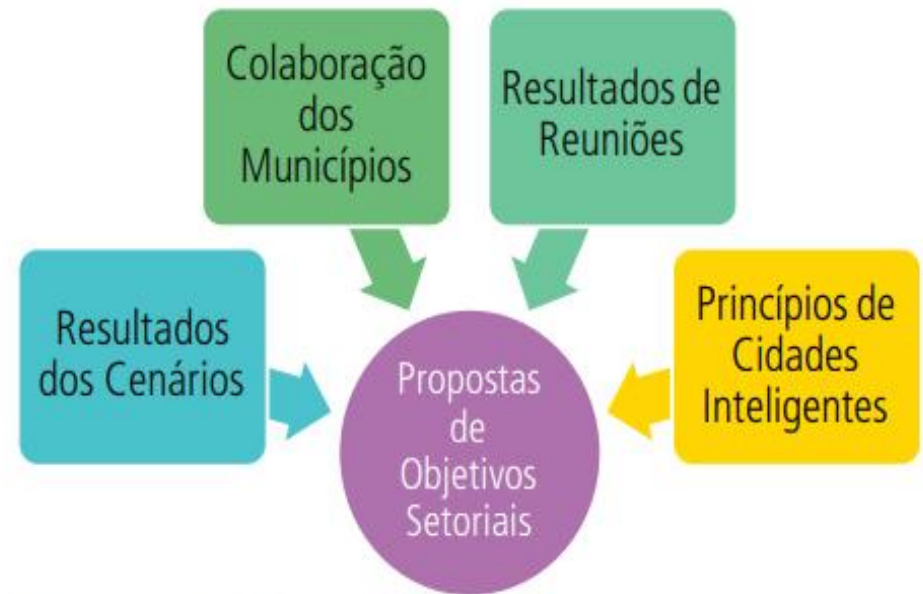 Colaboração
dos
Municípios
Resultados de
Reuniões
Resultados
dos Cenários
Princípios de
Cidades
Inteligentes
Propostas
de
Objetivos
Setoriais